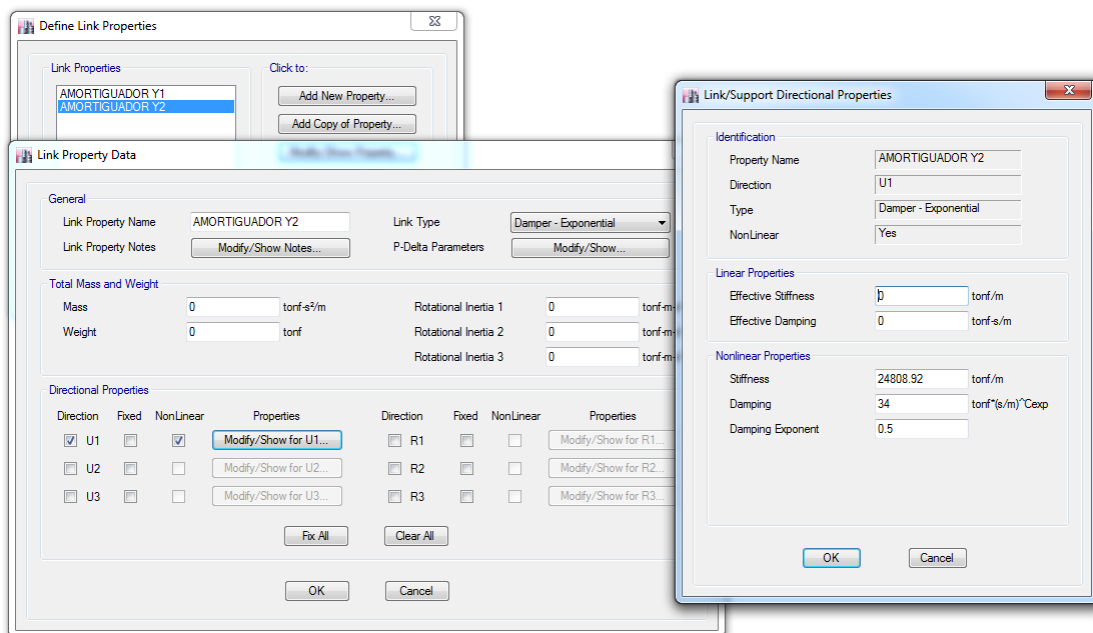 Define Link Properties
Link Properties
AMORTIGUADOR Y1
AMORTIGUADOR Y2
Click to:
Add New Property...
Add Copy of Property...
Modify/Show Property...
Link Property Data
General
Link Property Name AMORTIGUADOR Y2 Link Type Damper - Exponential
Link Property Notes Modify/Show Notes... P-Delta Parameters Modify/Show...
Total Mass and Weight
Mass 0 tonf-s²/m Rotational Inertia 1 0 tonf-m-
Weight 0 tonf Rotational Inertia 2 0 tonf-m-
Rotational Inertia 3 0 tonf-m-
Directional Properties
Direction Fixed NonLinear Properties Direction Fixed NonLinear Properties
U1 Modify/Show for U1... R1 Modify/Show for R1...
U2 Modify/Show for U2... R2 Modify/Show for R2...
U3 Modify/Show for U3... R3 Modify/Show for R3...
Fix All Clear All
OK Cancel
Link/Support Directional Properties
Identification
Property Name AMORTIGUADOR Y2
Direction U1
Type Damper - Exponential
NonLinear Yes
Linear Properties
Effective Stiffness 0 tonf/m
Effective Damping 0 tonf-s/m
Nonlinear Properties
Stiffness 24808.92 tonf/m
Damping 34 tonf*(s/m)^Cexp
Damping Exponent 0.5
OK Cancel